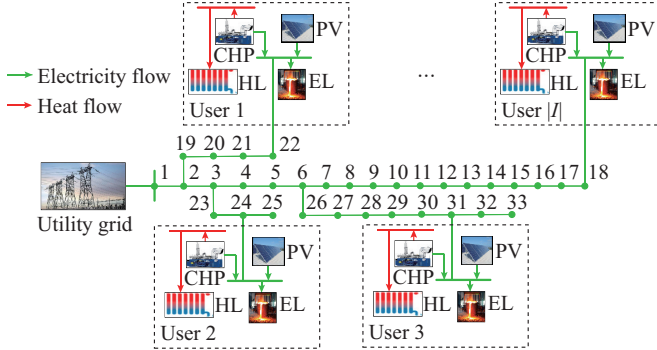 CHP PV
HL EL
User 1
...
CHP PV
HL EL
User |I|
Electricity flow
Heat flow
19 20 21 22
1 2 3 4 5 6 7 8 9 10 11 12 13 14 15 16 17 18
Utility grid
23 24 25 26 27 28 29 30 31 32 33
CHP PV
HL EL
User 2
CHP PV
HL EL
User 3